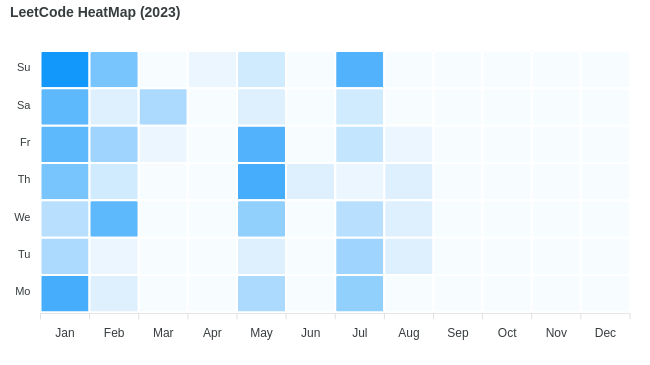 LeetCode HeatMap (2023)
Su
Sa
Fr
Th
We
Tu
Mo
Jan Feb Mar Apr May Jun Jul Aug Sep Oct Nov Dec